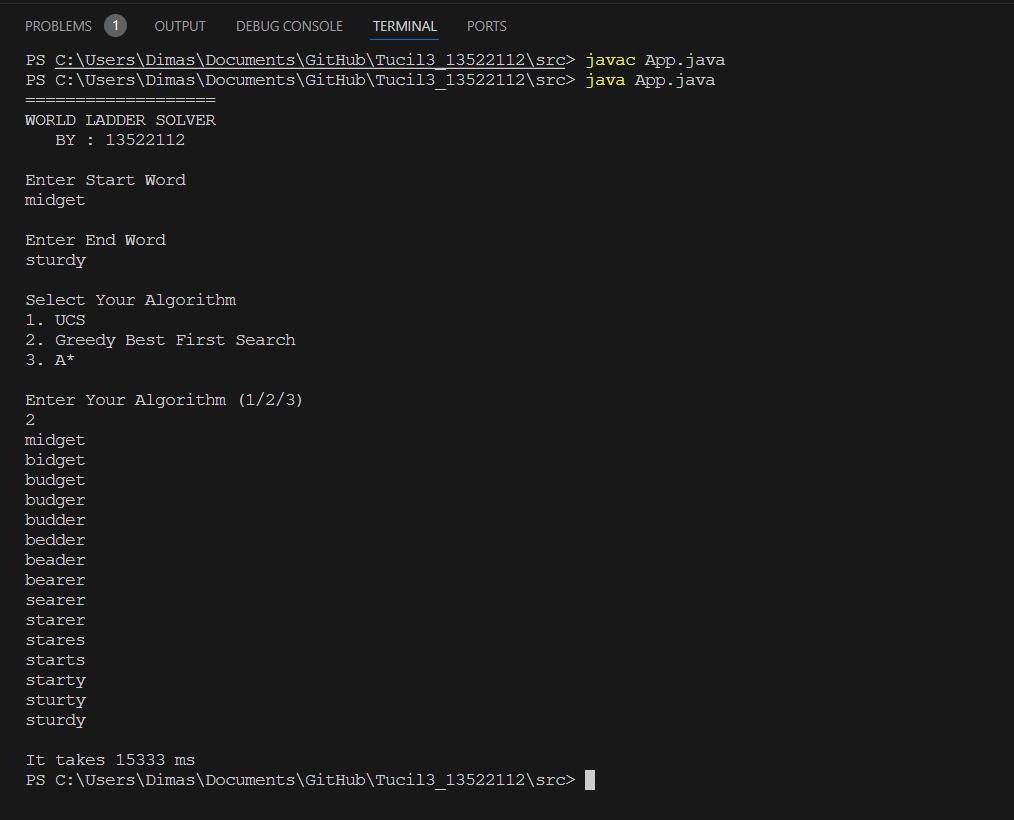 PROBLEMS 1 OUTPUT DEBUG CONSOLE TERMINAL PORTS
PS C:\Users\Dimas\Documents\GitHub\Tucil3_13522112\src> javac App.java
PS C:\Users\Dimas\Documents\GitHub\Tucil3_13522112\src> java App.java
===================
WORLD LADDER SOLVER
   BY : 13522112

Enter Start Word
midget

Enter End Word
sturdy

Select Your Algorithm
1. UCS
2. Greedy Best First Search
3. A*

Enter Your Algorithm (1/2/3)
2
midget
bidget
budget
budger
budder
bedder
beader
bearer
searer
starer
stares
starts
starty
sturty
sturdy

It takes 15333 ms
PS C:\Users\Dimas\Documents\GitHub\Tucil3_13522112\src>